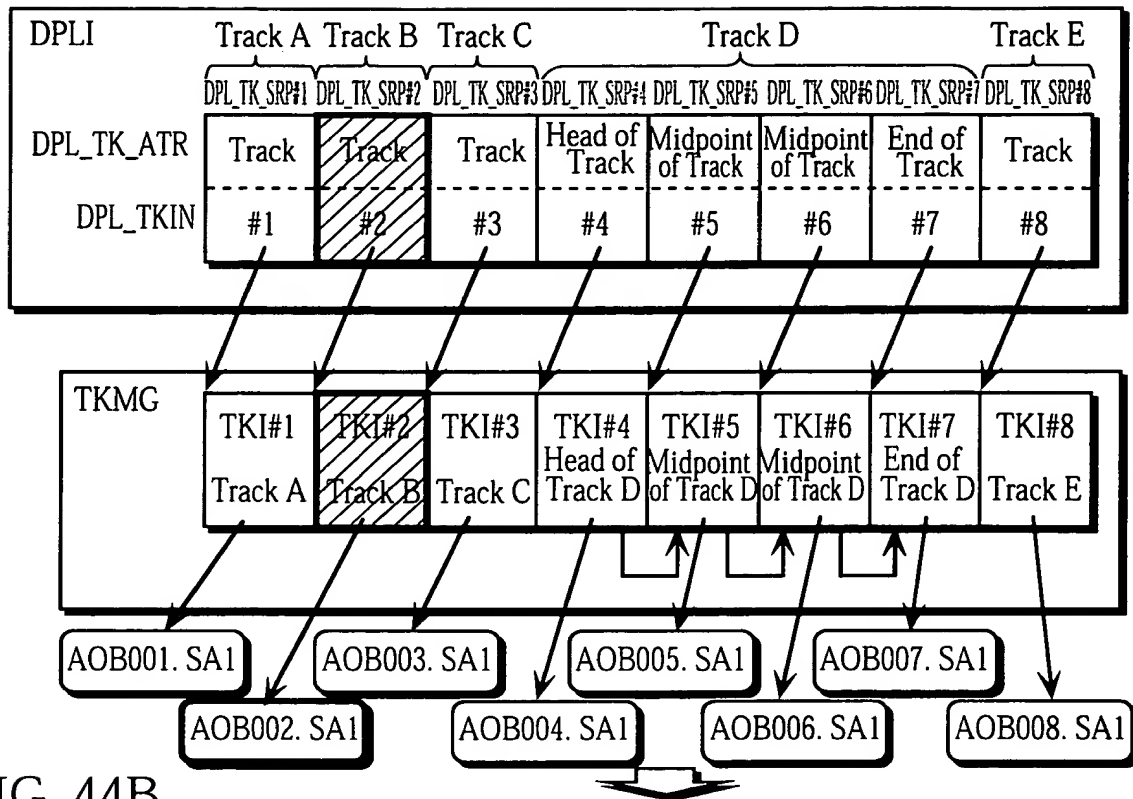 DPLI
Track A Track B Track C Track D Track E
DPL_TK_SRP#1 DPL_TK_SRP#2 DPL_TK_SRP#3 DPL_TK_SRP#4 DPL_TK_SRP#5 DPL_TK_SRP#6 DPL_TK_SRP#7 DPL_TK_SRP#8
DPL_TK_ATR Track Track Track Head of Track Midpoint of Track Midpoint of Track End of Track Track
DPL_TKIN #1 #2 #3 #4 #5 #6 #7 #8
TKMG
TKI#1 TKI#2 TKI#3 TKI#4 TKI#5 TKI#6 TKI#7 TKI#8
Head of Midpoint Midpoint End of
Track A Track B Track C Track D of Track D of Track D Track D Track E
AOB001. SA1 AOB003. SA1 AOB005. SA1 AOB007. SA1
AOB002. SA1 AOB004. SA1 AOB006. SA1 AOB008. SA1